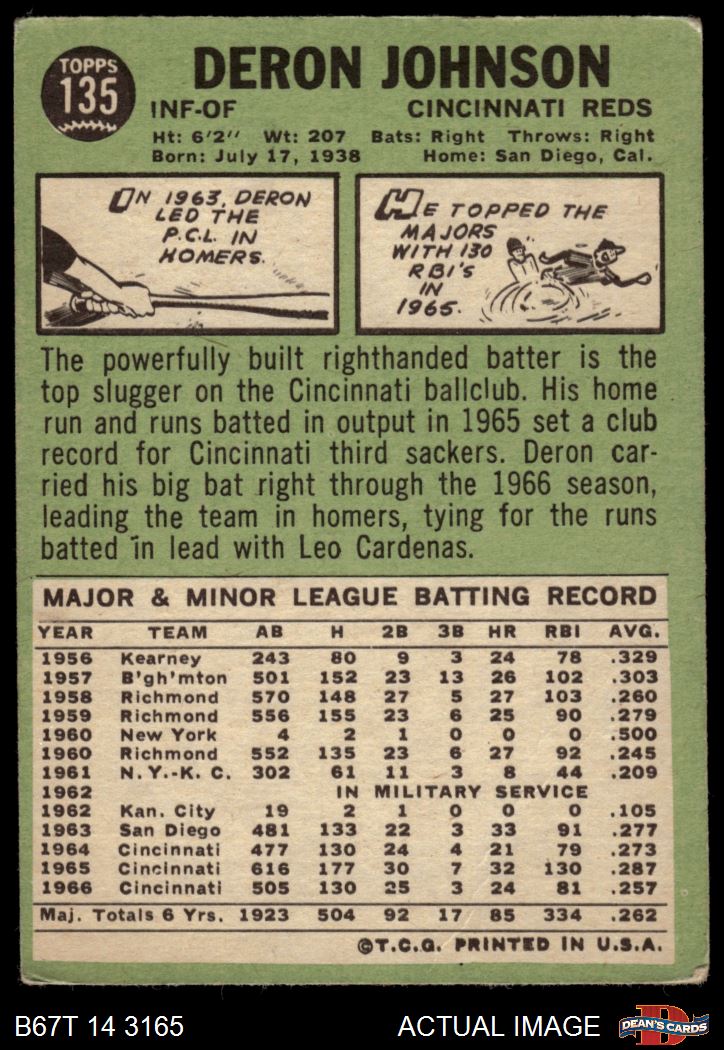 TOPPS
135
DERON JOHNSON
INF-OF CINCINNATI REDS
Ht: 6'2" Wt: 207 Bats: Right Throws: Right
Born: July 17, 1938 Home: San Diego, Cal.
IN 1963, DERON
LED THE
P.C.L. IN
HOMERS.
HE TOPPED THE
MAJORS
WITH 130
RBI'S
IN
1965.
The powerfully built righthanded batter is the
top slugger on the Cincinnati ballclub. His home
run and runs batted in output in 1965 set a club
record for Cincinnati third sackers. Deron car-
ried his big bat right through the 1966 season,
leading the team in homers, tying for the runs
batted in lead with Leo Cardenas.
MAJOR & MINOR LEAGUE BATTING RECORD
YEAR TEAM AB H 2B 3B HR RBI AVG.
1956 Kearney 243 80 9 3 24 78 .329
1957 B'gh'mton 501 152 23 13 26 102 .303
1958 Richmond 570 148 27 5 27 103 .260
1959 Richmond 556 155 23 6 25 90 .279
1960 New York 4 2 1 0 0 0 .500
1960 Richmond 552 135 23 6 27 92 .245
1961 N.Y.-K. C. 302 61 11 3 8 44 .209
1962 IN MILITARY SERVICE
1962 Kan. City 19 2 1 0 0 0 .105
1963 San Diego 481 133 22 3 33 91 .277
1964 Cincinnati 477 130 24 4 21 79 .273
1965 Cincinnati 616 177 30 7 32 130 .287
1966 Cincinnati 505 130 25 3 24 81 .257
Maj. Totals 6 Yrs. 1923 504 92 17 85 334 .262
©T.C.G. PRINTED IN U.S.A.
B67T 14 3165 ACTUAL IMAGE
DEAN'S CARDS